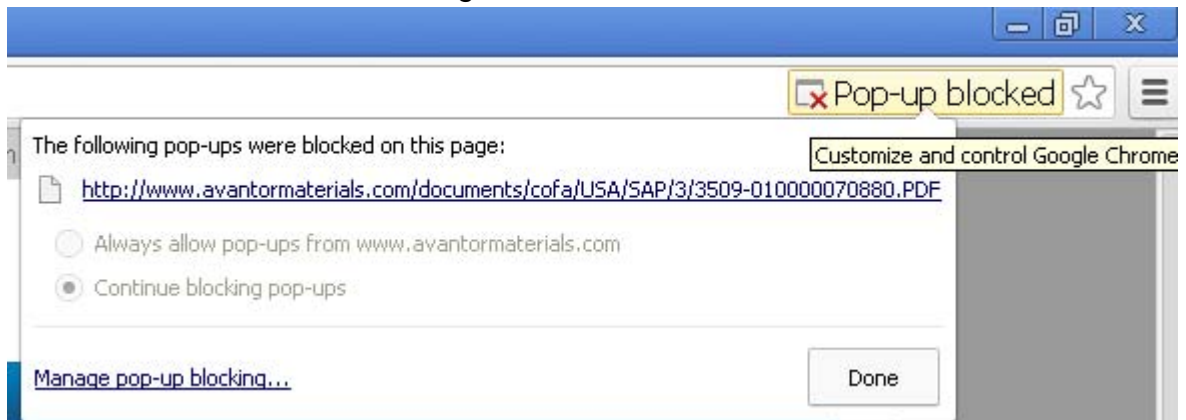 Pop-up blocked
Customize and control Google Chrome
The following pop-ups were blocked on this page:
http://www.avantormaterials.com/documents/cofa/USA/SAP/3/3509-010000070880.PDF
Always allow pop-ups from www.avantormaterials.com
Continue blocking pop-ups
Manage pop-up blocking...
Done